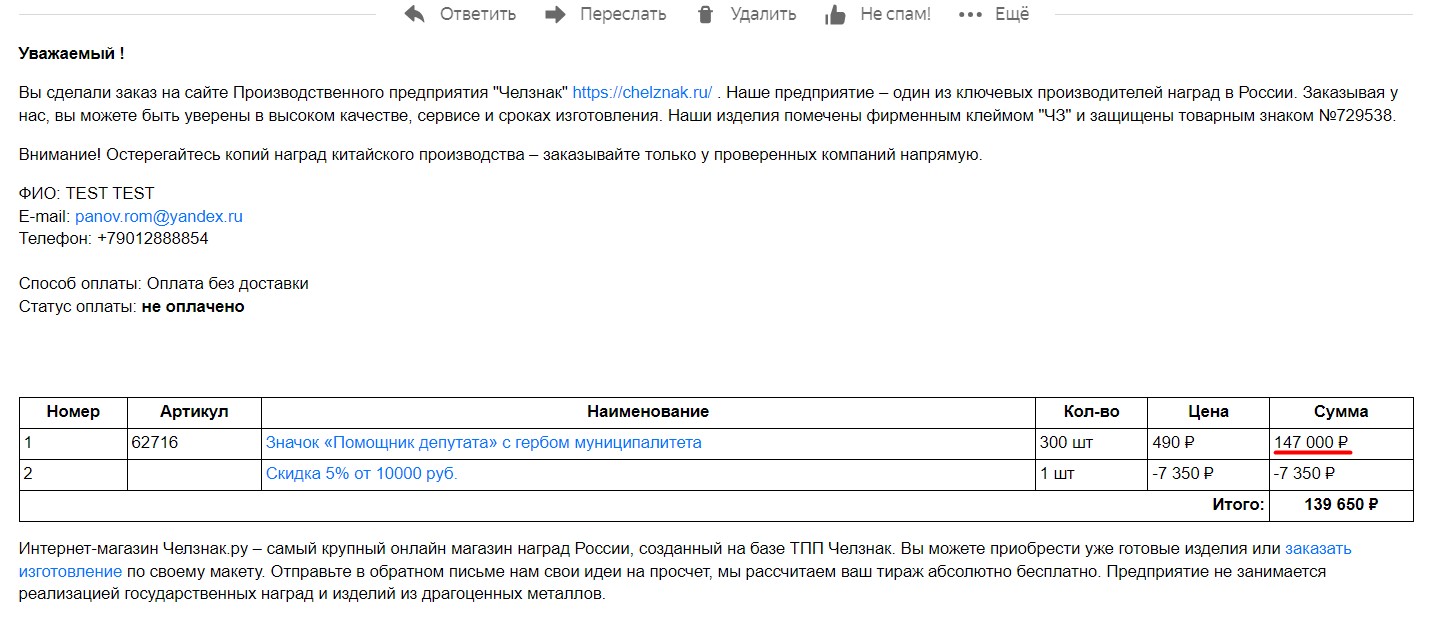 Ответить Переслать Удалить Не спам! Ещё
Уважаемый !
Вы сделали заказ на сайте Производственного предприятия "Челзнак" https://chelznak.ru/ . Наше предприятие – один из ключевых производителей наград в России. Заказывая у
нас, вы можете быть уверены в высоком качестве, сервисе и сроках изготовления. Наши изделия помечены фирменным клеймом "ЧЗ" и защищены товарным знаком №729538.
Внимание! Остерегайтесь копий наград китайского производства – заказывайте только у проверенных компаний напрямую.
ФИО: TEST TEST
E-mail: panov.rom@yandex.ru
Телефон: +79012888854
Способ оплаты: Оплата без доставки
Статус оплаты: не оплачено
Номер Артикул Наименование Кол-во Цена Сумма
1 62716 Значок «Помощник депутата» с гербом муниципалитета 300 шт 490 ₽ 147 000 ₽
2 Скидка 5% от 10000 руб. 1 шт -7 350 ₽ -7 350 ₽
Итого: 139 650 ₽
Интернет-магазин Челзнак.ру – самый крупный онлайн магазин наград России, созданный на базе ТПП Челзнак. Вы можете приобрести уже готовые изделия или заказать
изготовление по своему макету. Отправьте в обратном письме нам свои идеи на просчет, мы рассчитаем ваш тираж абсолютно бесплатно. Предприятие не занимается
реализацией государственных наград и изделий из драгоценных металлов.